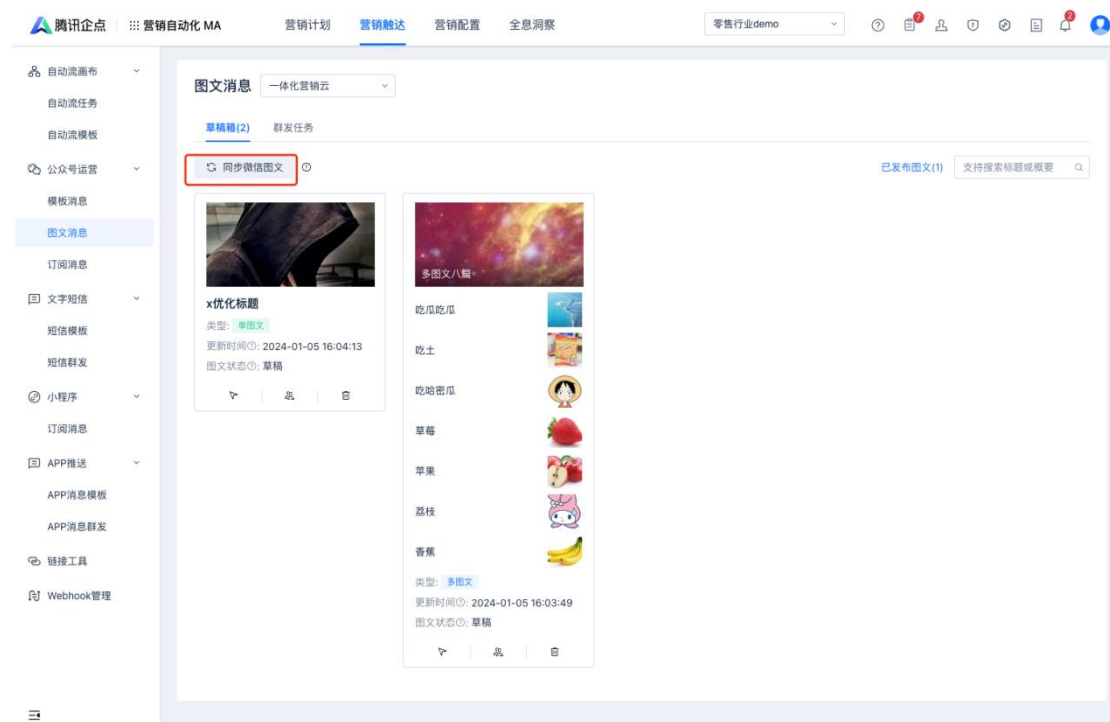 腾讯企点
营销自动化 MA
营销计划
营销触达
营销配置
全息洞察
零售行业demo
7
2
自动流画布
自动流任务
自动流模板
公众号运营
模板消息
图文消息
订阅消息
文字短信
短信模板
短信群发
小程序
订阅消息
APP推送
APP消息模板
APP消息群发
链接工具
Webhook管理
图文消息
一体化营销云
草稿箱(2)
群发任务
同步微信图文
已发布图文(1)
支持搜索标题或概要
x优化标题
类型: 单图文
更新时间: 2024-01-05 16:04:13
图文状态: 草稿
多图文八篇
吃瓜吃瓜
吃土
吃哈密瓜
草莓
苹果
荔枝
香蕉
类型: 多图文
更新时间: 2024-01-05 16:03:49
图文状态: 草稿